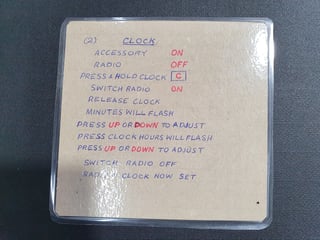 (2) CLOCK.
ACCESSORY ON
RADIO OFF
PRESS & HOLD CLOCK C
SWITCH RADIO ON
RELEASE CLOCK
MINUTES WILL FLASH
PRESS UP OR DOWN TO ADJUST
PRESS CLOCK HOURS WILL FLASH
PRESS UP OR DOWN TO ADJUST
SWITCH RADIO OFF
CLOCK NOW SET